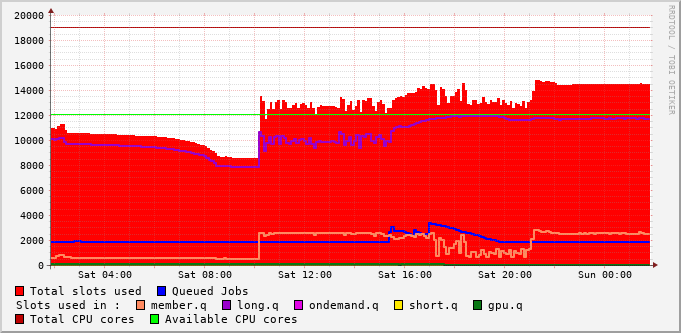 20000
18000
16000
14000
12000
10000
8000
6000
4000
2000
0
Sat 04:00 Sat 08:00 Sat 12:00 Sat 16:00 Sat 20:00 Sun 00:00
RRDTOOL / TOBI OETIKER
Total slots used Queued Jobs
Slots used in : member.q long.q ondemand.q short.q gpu.q
Total CPU cores Available CPU cores